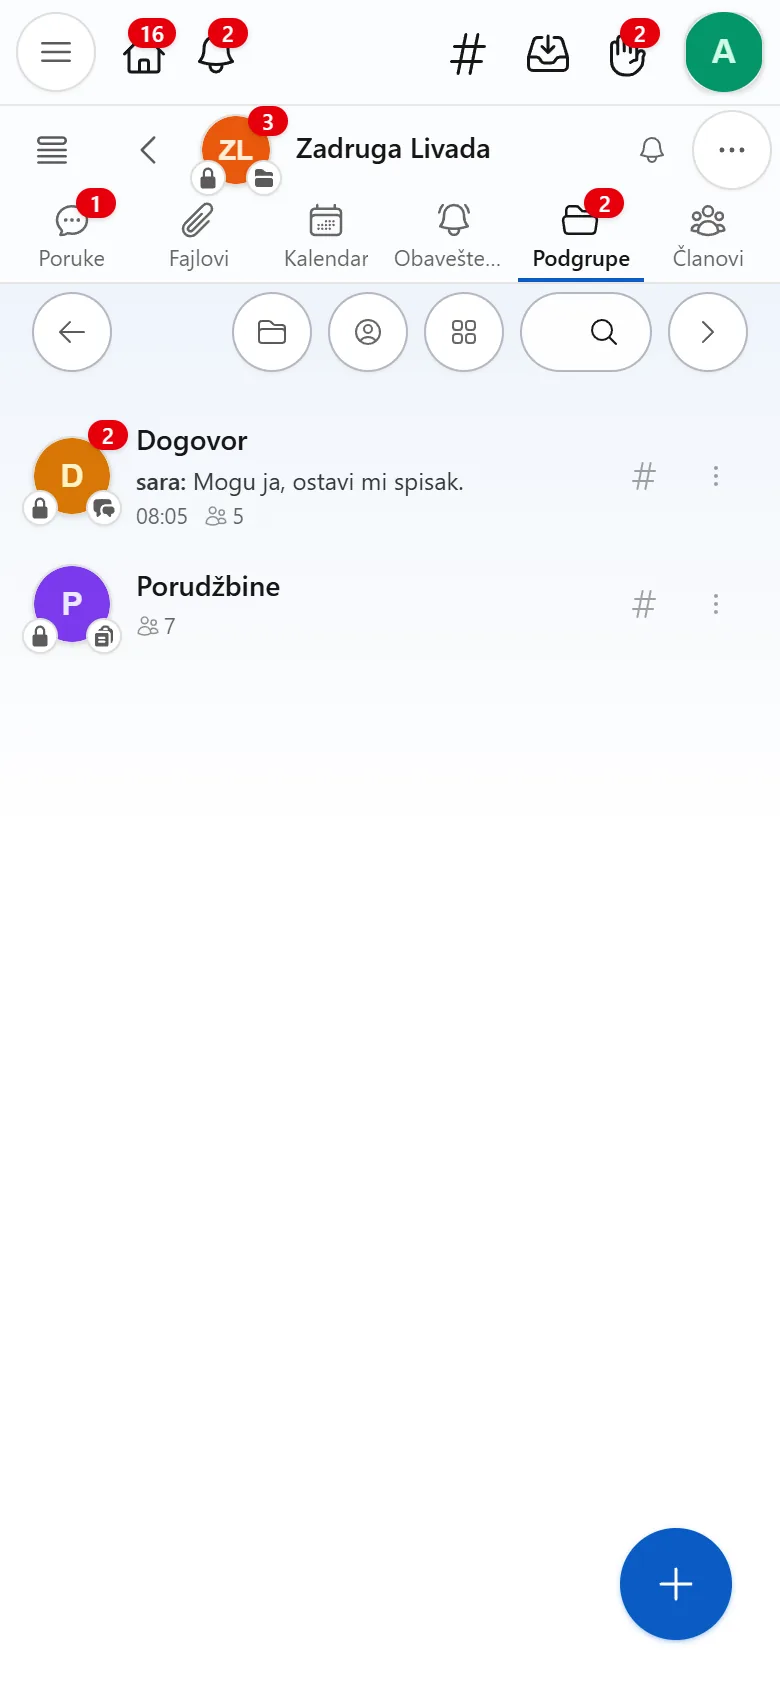 16
2
2
A
3
ZL
Zadruga Livada
1
2
Poruke
Fajlovi
Kalendar
Obavešte...
Podgrupe
Članovi
2
D
Dogovor
sara: Mogu ja, ostavi mi spisak.
08:05 5
P
Porudžbine
7